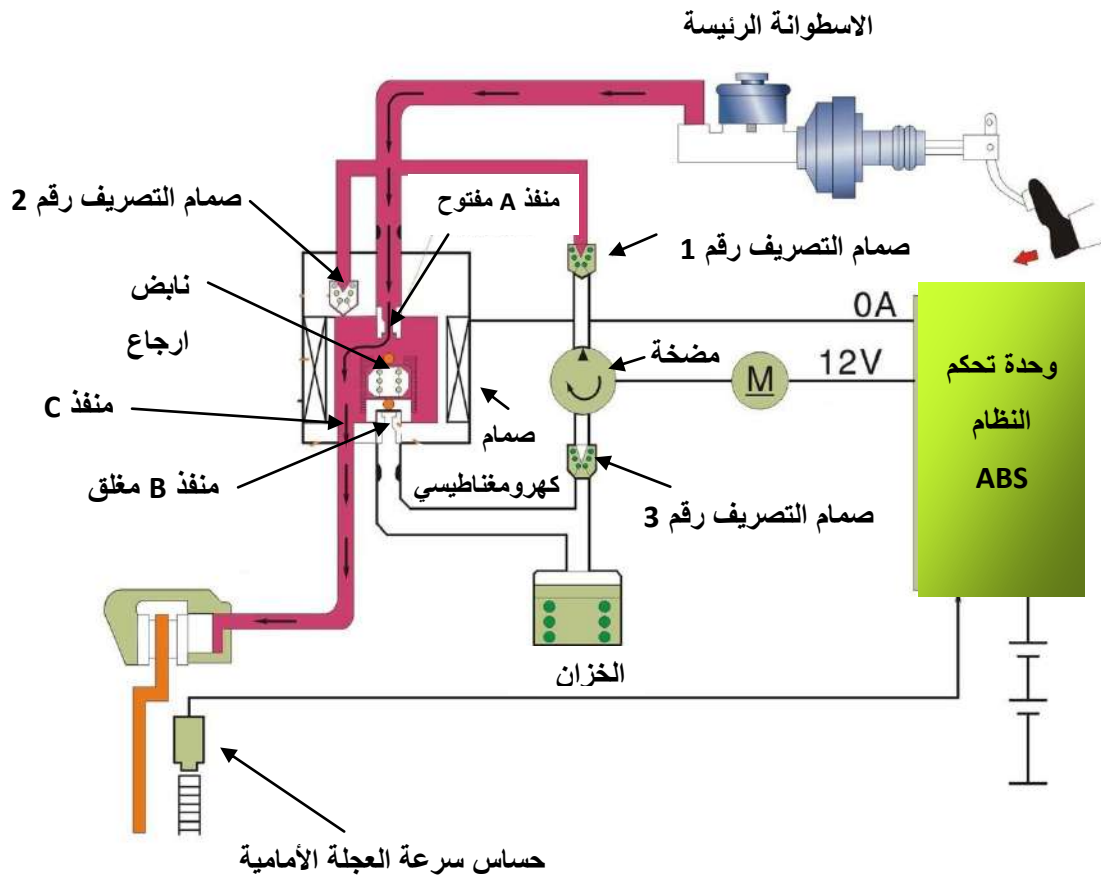 الاسطوانة الرئيسة
منفذ A مفتوح
صمام التصريف رقم 2
صمام التصريف رقم 1
نابض
ارجاع
0A
مضخة
12V
M
وحدة تحكم
النظام
ABS
منفذ C
صمام
كهرومغناطيسي
منفذ B مغلق
صمام التصريف رقم 3
الخزان
حساس سرعة العجلة الأمامية